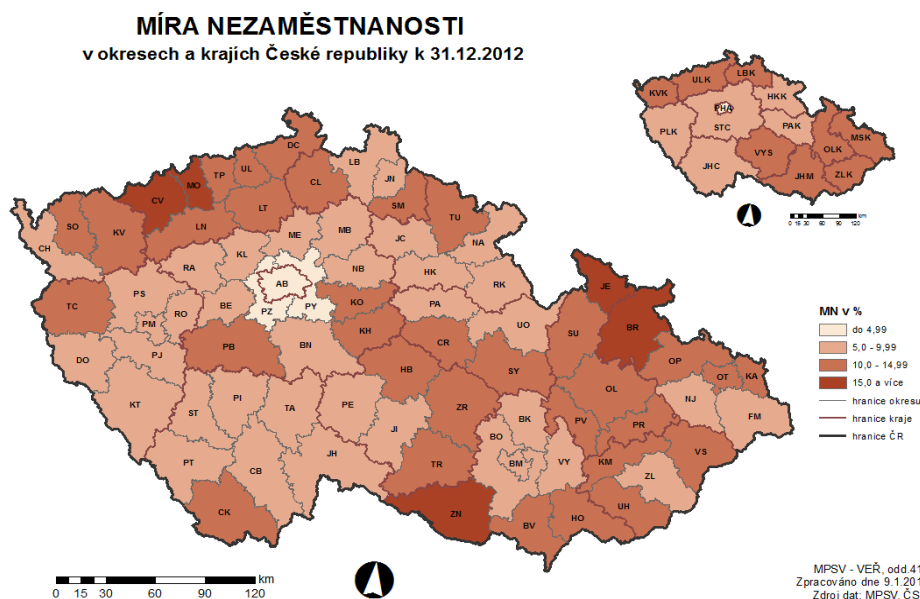 MÍRA NEZAMĚSTNANOSTI
v okresech a krajích České republiky k 31.12.2012
KVK
ULK
LBK
HKK
PHA
PLK
STC
PAK
MSK
VYS
OLK
JHC
JHM
ZLK
0 15 30 60 90 120 km
DC
LB
JN
TP
UL
CL
MO
CV
SM
TU
LT
SO
KV
LN
CH
ME
MB
JC
NA
KL
RA
AB
NB
HK
RK
TC
PS
RO
BE
PZ
PY
KO
PA
PM
UO
JE
BR
SU
KH
CR
DO
PJ
PB
BN
OP
OT
KA
HB
SY
OL
NJ
KT
ST
PI
TA
PE
JI
ZR
BK
PV
PR
FM
BO
PT
CB
JH
TR
BM
VY
KM
VS
ZL
CK
ZN
BV
HO
UH
MN v %
do 4,99
5,0 - 9,99
10,0 - 14,99
15,0 a více
hranice okresu
hranice kraje
hranice ČR
km
0 15 30 60 90 120
MPSV - VEŘ, odd.41
Zpracováno dne 9.1.201
Zdroj dat: MPSV, ČS